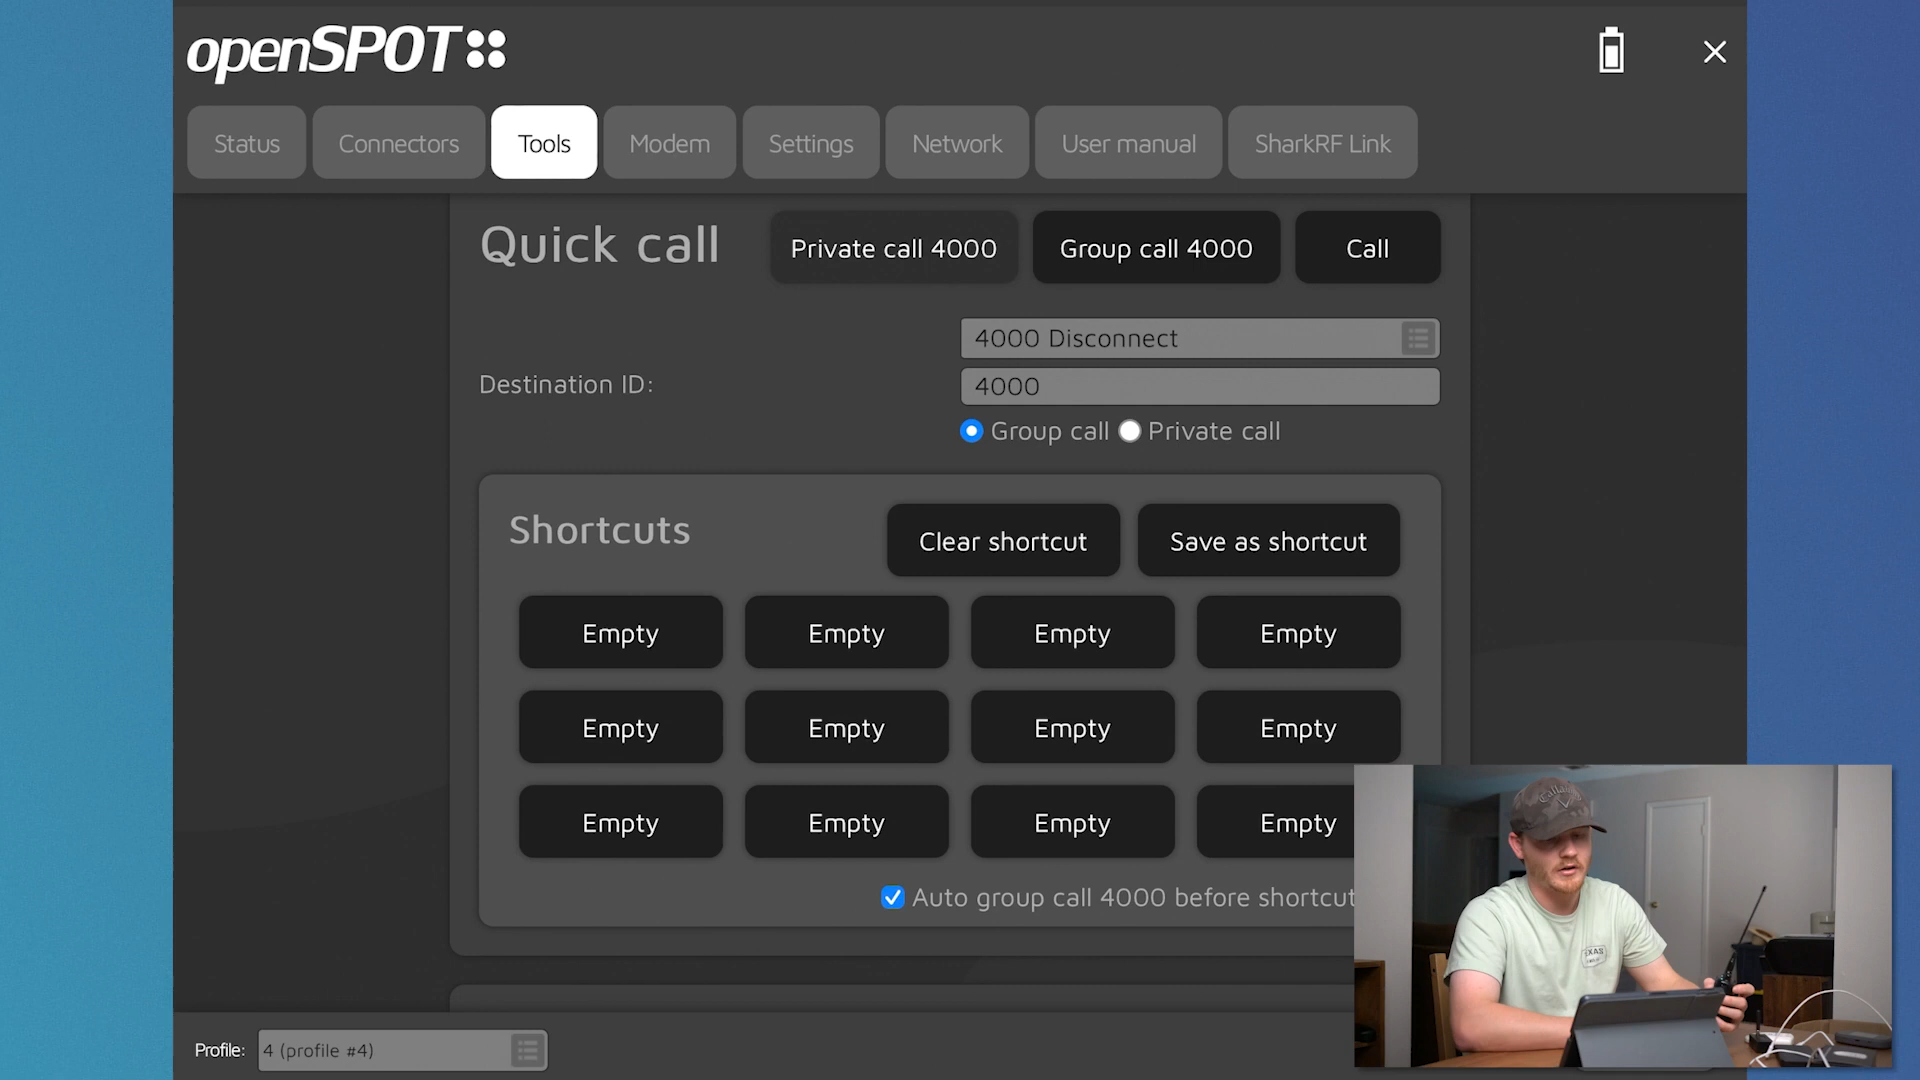 openSPOT
Status Connectors Tools Modem Settings Network User manual SharkRF Link
Quick call Private call 4000 Group call 4000 Call
4000 Disconnect
Destination ID: 4000
Group call Private call
Shortcuts Clear shortcut Save as shortcut
Empty Empty Empty Empty
Empty Empty Empty Empty
Empty Empty Empty Empty
Auto group call 4000 before shortcut
Profile: 4 (profile #4)
Callaway